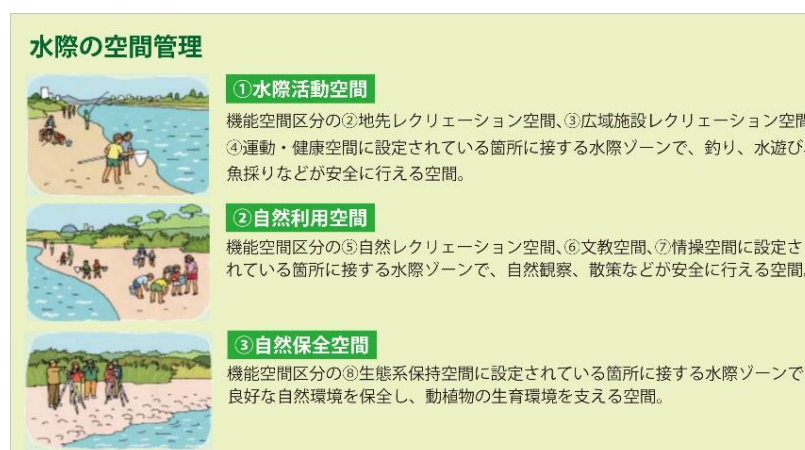 水際の空間管理
①水際活動空間
機能空間区分の②地先レクリェーション空間、③広域施設レクリェーション空間
④運動・健康空間に設定されている箇所に接する水際ゾーンで、釣り、水遊び、
魚採りなどが安全に行える空間。
②自然利用空間
機能空間区分の⑤自然レクリェーション空間、⑥文教空間、⑦情操空間に設定さ
れている箇所に接する水際ゾーンで、自然観察、散策などが安全に行える空間。
③自然保全空間
機能空間区分の⑧生態系保持空間に設定されている箇所に接する水際ゾーンで
良好な自然環境を保全し、動植物の生育環境を支える空間。